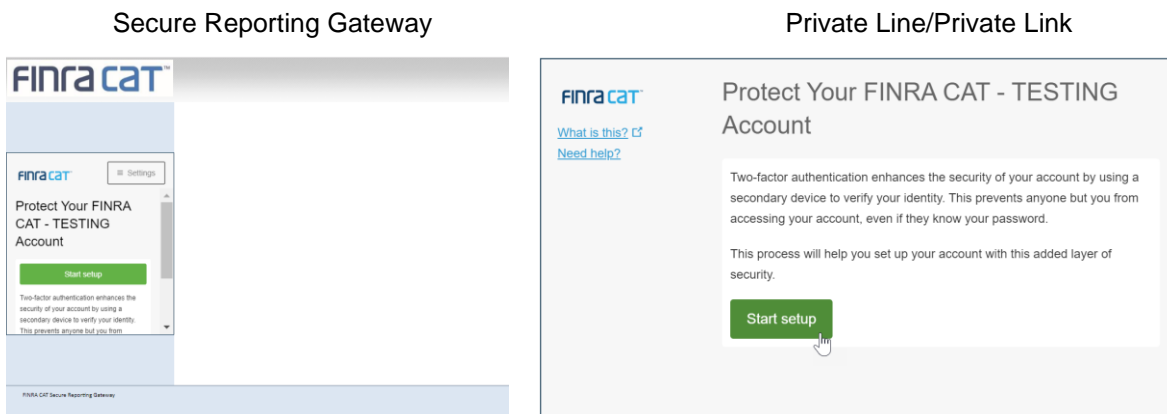 Secure Reporting Gateway
FINra CaT™
FINra CaT
Settings
Protect Your FINRA
CAT - TESTING
Account
Start setup
Two-factor authentication enhances the
security of your account by using a
secondary device to verify your identity.
This prevents anyone but you from
FINRA CAT Secure Reporting Gateway
Private Line/Private Link
FINra CaT
What is this?
Need help?
Protect Your FINRA CAT - TESTING
Account
Two-factor authentication enhances the security of your account by using a
secondary device to verify your identity. This prevents anyone but you from
accessing your account, even if they know your password.
This process will help you set up your account with this added layer of
security.
Start setup